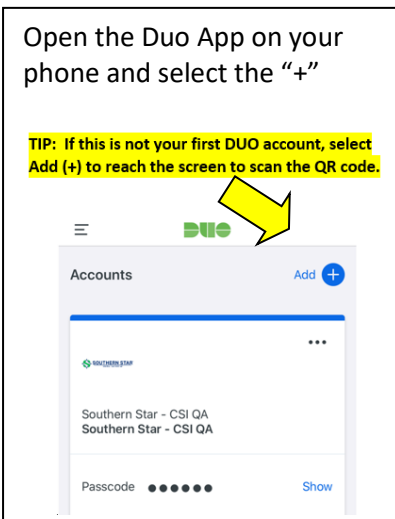 Open the Duo App on your
phone and select the “+”
TIP: If this is not your first DUO account, select
Add (+) to reach the screen to scan the QR code.
DUO
Accounts
Add +
SOUTHERN STAR
Southern Star - CSI QA
Southern Star - CSI QA
Passcode ●●●●●●
Show